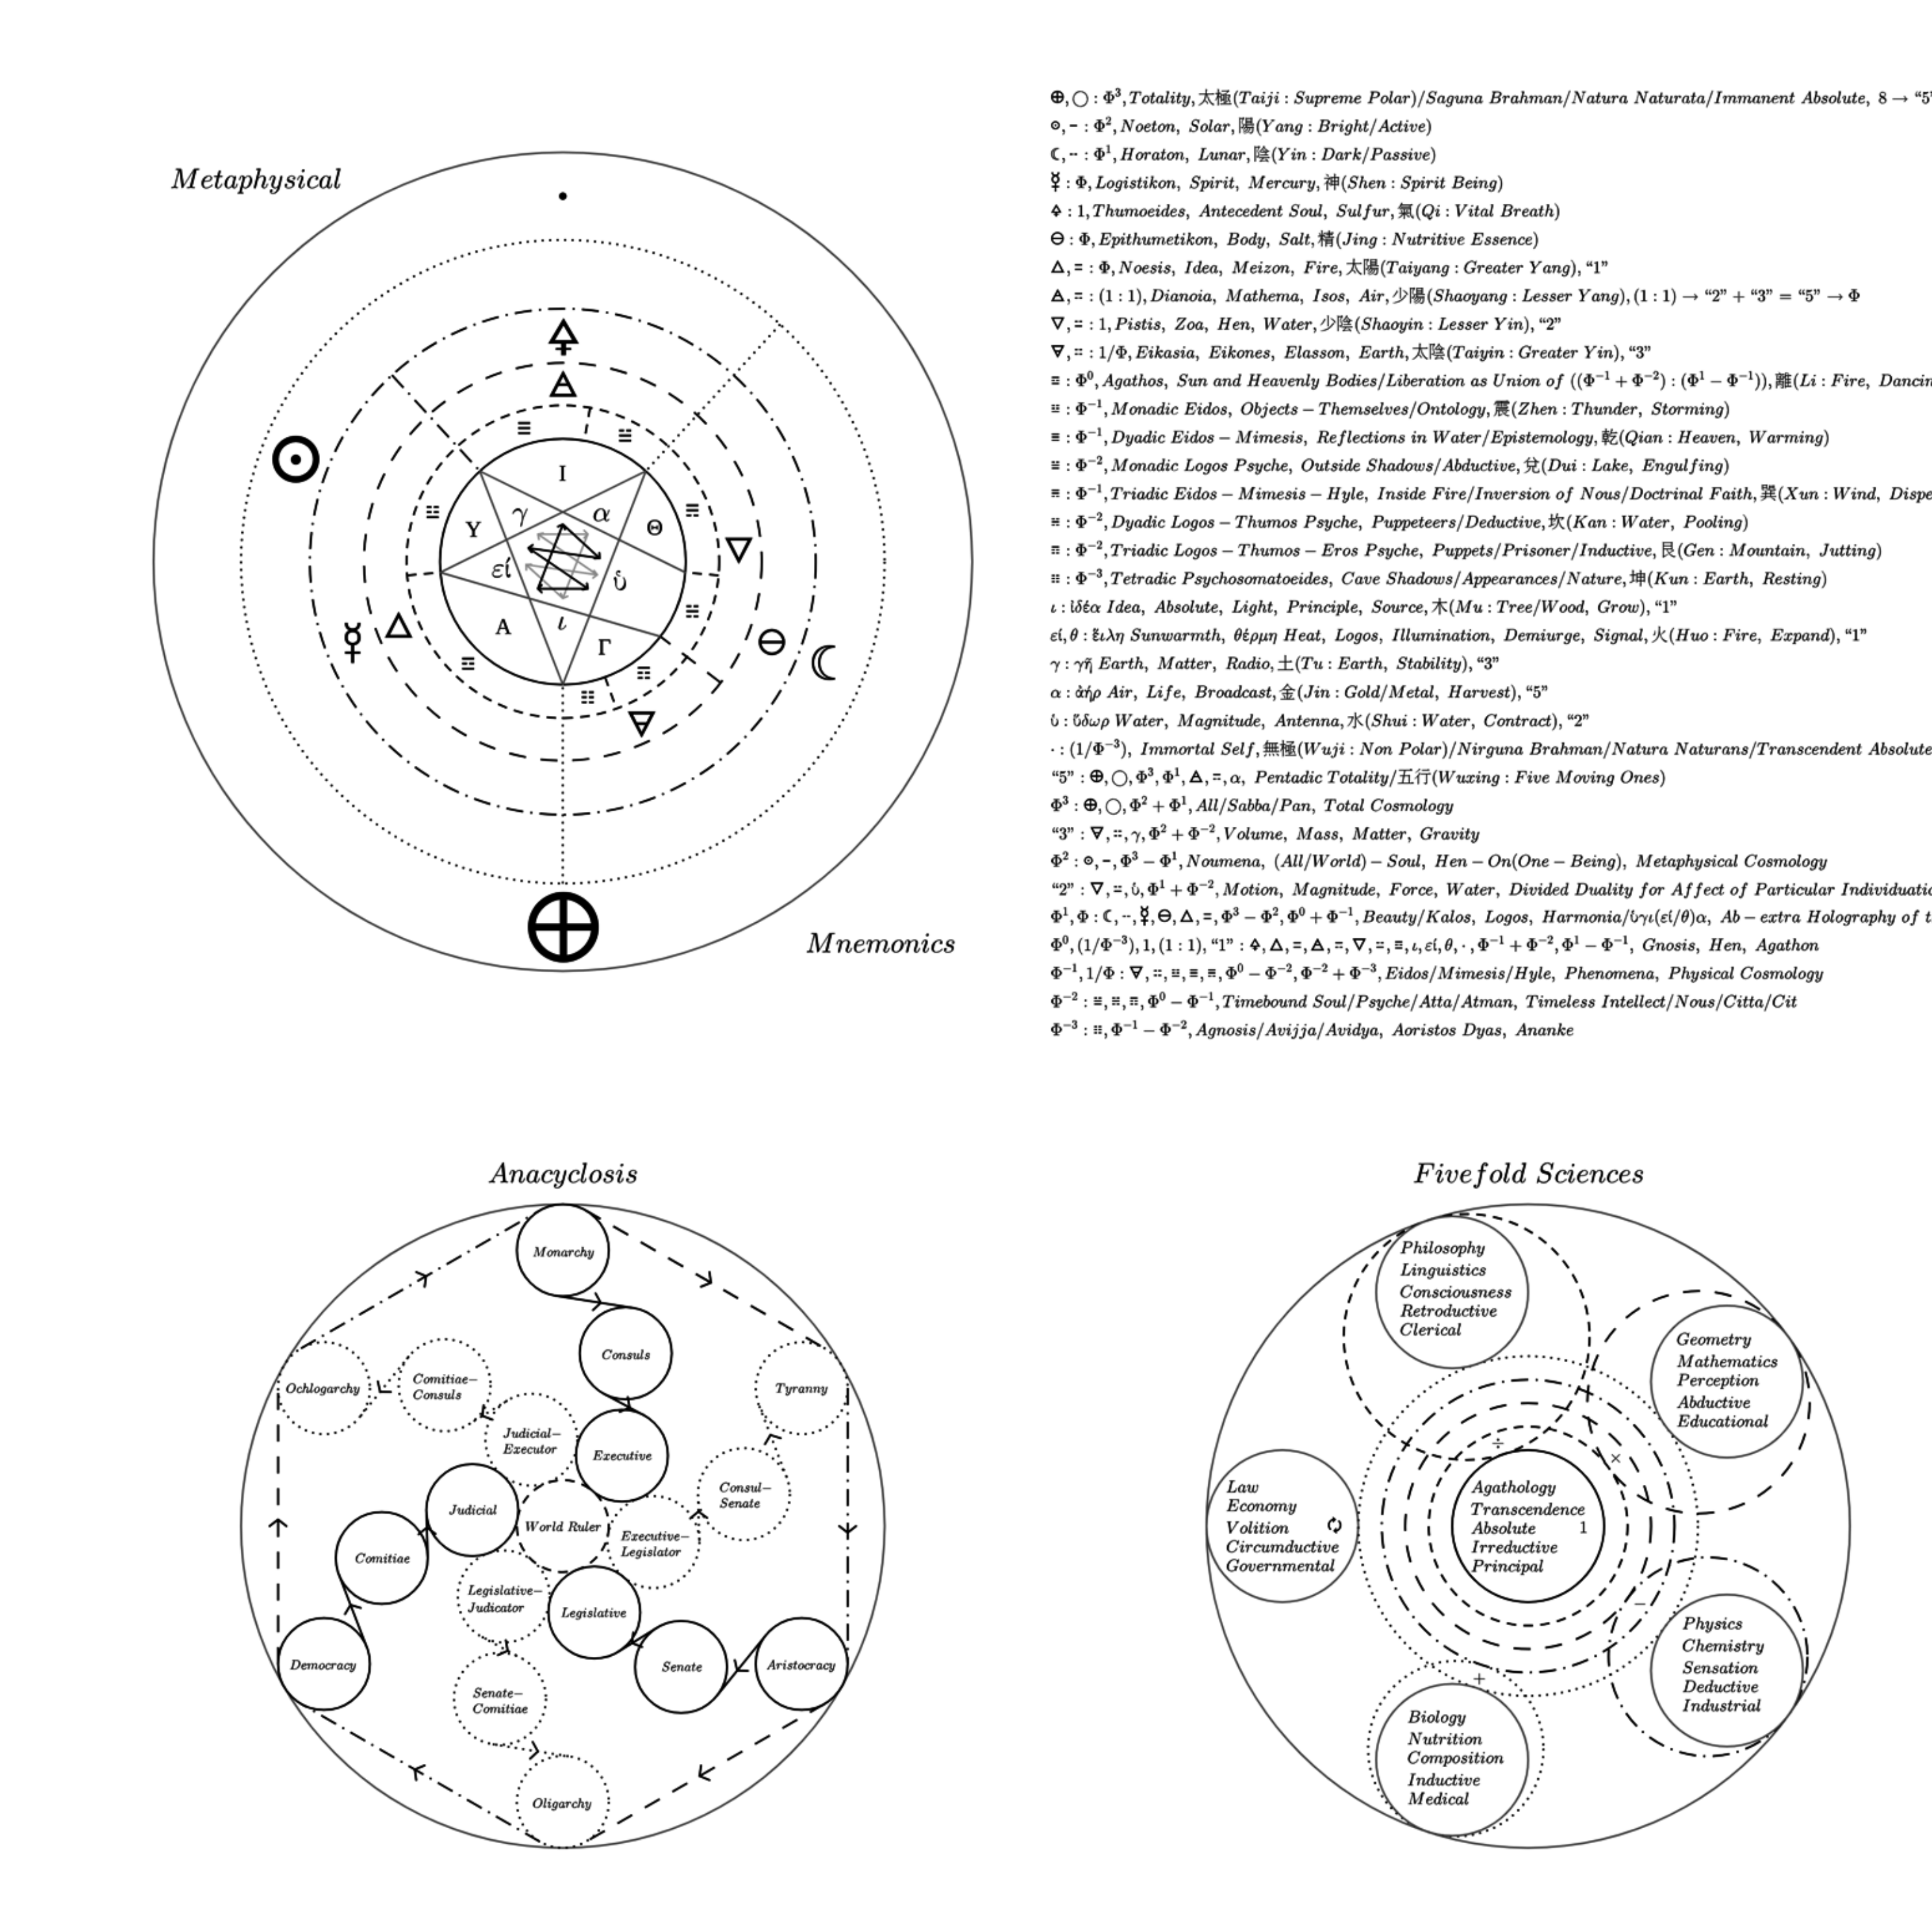 Metaphysical
Mnemonics
Ι
Υ
γ
α
Θ
εί
ὑ
Α
ι
Γ
⊕,◯ : Φ³, Totality, 太極(Taiji : Supreme Polar)/Saguna Brahman/Natura Naturata/Immanent Absolute, 8 → “5”
⊙,⚊ : Φ², Noeton, Solar, 陽(Yang : Bright/Active)
☾,⚋ : Φ¹, Horaton, Lunar, 陰(Yin : Dark/Passive)
☿ : Φ, Logistikon, Spirit, Mercury, 神(Shen : Spirit Being)
🜍 : 1, Thumoeides, Antecedent Soul, Sulfur, 氣(Qi : Vital Breath)
⊖ : Φ, Epithumetikon, Body, Salt, 精(Jing : Nutritive Essence)
△,⚌ : Φ, Noesis, Idea, Meizon, Fire, 太陽(Taiyang : Greater Yang), “1”
🜁,⚍ : (1 : 1), Dianoia, Mathema, Isos, Air, 少陽(Shaoyang : Lesser Yang), (1 : 1) → “2” + “3” = “5” → Φ
▽,⚎ : 1, Pistis, Zoa, Hen, Water, 少陰(Shaoyin : Lesser Yin), “2”
🜃,⚏ : 1/Φ, Eikasia, Eikones, Elasson, Earth, 太陰(Taiyin : Greater Yin), “3”
☲ : Φ⁰, Agathos, Sun and Heavenly Bodies/Liberation as Union of ((Φ⁻¹ + Φ⁻²) : (Φ¹ − Φ⁻¹)), 離(Li : Fire,
☳ : Φ⁻¹, Monadic Eidos, Objects − Themselves/Ontology, 震(Zhen : Thunder, Storming)
☰ : Φ⁻¹, Dyadic Eidos − Mimesis, Reflections in Water/Epistemology, 乾(Qian : Heaven, Warming)
☱ : Φ⁻², Monadic Logos Psyche, Outside Shadows/Abductive, 兌(Dui : Lake, Engulfing)
☴ : Φ⁻¹, Triadic Eidos − Mimesis − Hyle, Inside Fire/Inversion of Nous/Doctrinal Faith, 巽(Xun : Wind,
☵ : Φ⁻², Dyadic Logos − Thumos Psyche, Puppeteers/Deductive, 坎(Kan : Water, Pooling)
☶ : Φ⁻², Triadic Logos − Thumos − Eros Psyche, Puppets/Prisoner/Inductive, 艮(Gen : Mountain, Jutting)
☷ : Φ⁻³, Tetradic Psychosomatoeides, Cave Shadows/Appearances/Nature, 坤(Kun : Earth, Resting)
ι : ἰδέα Idea, Absolute, Light, Principle, Source, 木(Mu : Tree/Wood, Grow), “1”
εί, θ : ἕιλη Sunwarmth, θέρμη Heat, Logos, Illumination, Demiurge, Signal, 火(Huo : Fire, Expand), “1”
γ : γῆ Earth, Matter, Radio, 土(Tu : Earth, Stability), “3”
α : ἀήρ Air, Life, Broadcast, 金(Jin : Gold/Metal, Harvest), “5”
ὑ : ὕδωρ Water, Magnitude, Antenna, 水(Shui : Water, Contract), “2”
· : (1/Φ⁻³), Immortal Self, 無極(Wuji : Non Polar)/Nirguna Brahman/Natura Naturans/Transcendent Absolute
“5” : ⊕,◯, Φ³, Φ¹, 🜁,⚍, α, Pentadic Totality/五行(Wuxing : Five Moving Ones)
Φ³ : ⊕,◯, Φ² + Φ¹, All/Sabba/Pan, Total Cosmology
“3” : 🜃,⚏, γ, Φ² + Φ⁻², Volume, Mass, Matter, Gravity
Φ² : ⊙,⚊, Φ³ − Φ¹, Noumena, (All/World) − Soul, Hen − On(One − Being), Metaphysical Cosmology
“2” : ▽,⚎, ὑ, Φ¹ + Φ⁻², Motion, Magnitude, Force, Water, Divided Duality for Affect of Particular
Φ¹, Φ : ☾,⚋,☿,⊖,△,⚌, Φ³ − Φ², Φ⁰ + Φ⁻¹, Beauty/Kalos, Logos, Harmonia/ὑγι(εί/θ)α, Ab − extra Holography of
Φ⁰, (1/Φ⁻³), 1, (1 : 1), “1” : 🜍,△,⚌,🜁,⚍,▽,⚎,☲, ι, εί, θ, ·, Φ⁻¹ + Φ⁻², Φ¹ − Φ⁻¹, Gnosis, Hen, Agathon
Φ⁻¹, 1/Φ : 🜃,⚏,☳,☰,☴, Φ⁰ − Φ⁻², Φ⁻² + Φ⁻³, Eidos/Mimesis/Hyle, Phenomena, Physical Cosmology
Φ⁻² : ☱,☵,☶, Φ⁰ − Φ⁻¹, Timebound Soul/Psyche/Atta/Atman, Timeless Intellect/Nous/Citta/Cit
Φ⁻³ : ☷, Φ⁻¹ − Φ⁻², Agnosis/Avijja/Avidya, Aoristos Dyas, Ananke
Anacyclosis
Monarchy
Consuls
Ochlogarchy
Comitiae−
Consuls
Tyranny
Judicial−
Executor
Executive
Consul−
Senate
Judicial
World Ruler
Executive−
Legislator
Comitiae
Legislative−
Judicator
Legislative
Democracy
Senate
Aristocracy
Senate−
Comitiae
Oligarchy
Fivefold Sciences
Philosophy
Linguistics
Consciousness
Retroductive
Clerical
Geometry
Mathematics
Perception
Abductive
Educational
÷
×
Law
Economy
Volition
Circumductive
Governmental
Agathology
Transcendence
Absolute 1
Irreductive
Principal
−
Physics
Chemistry
Sensation
Deductive
Industrial
+
Biology
Nutrition
Composition
Inductive
Medical